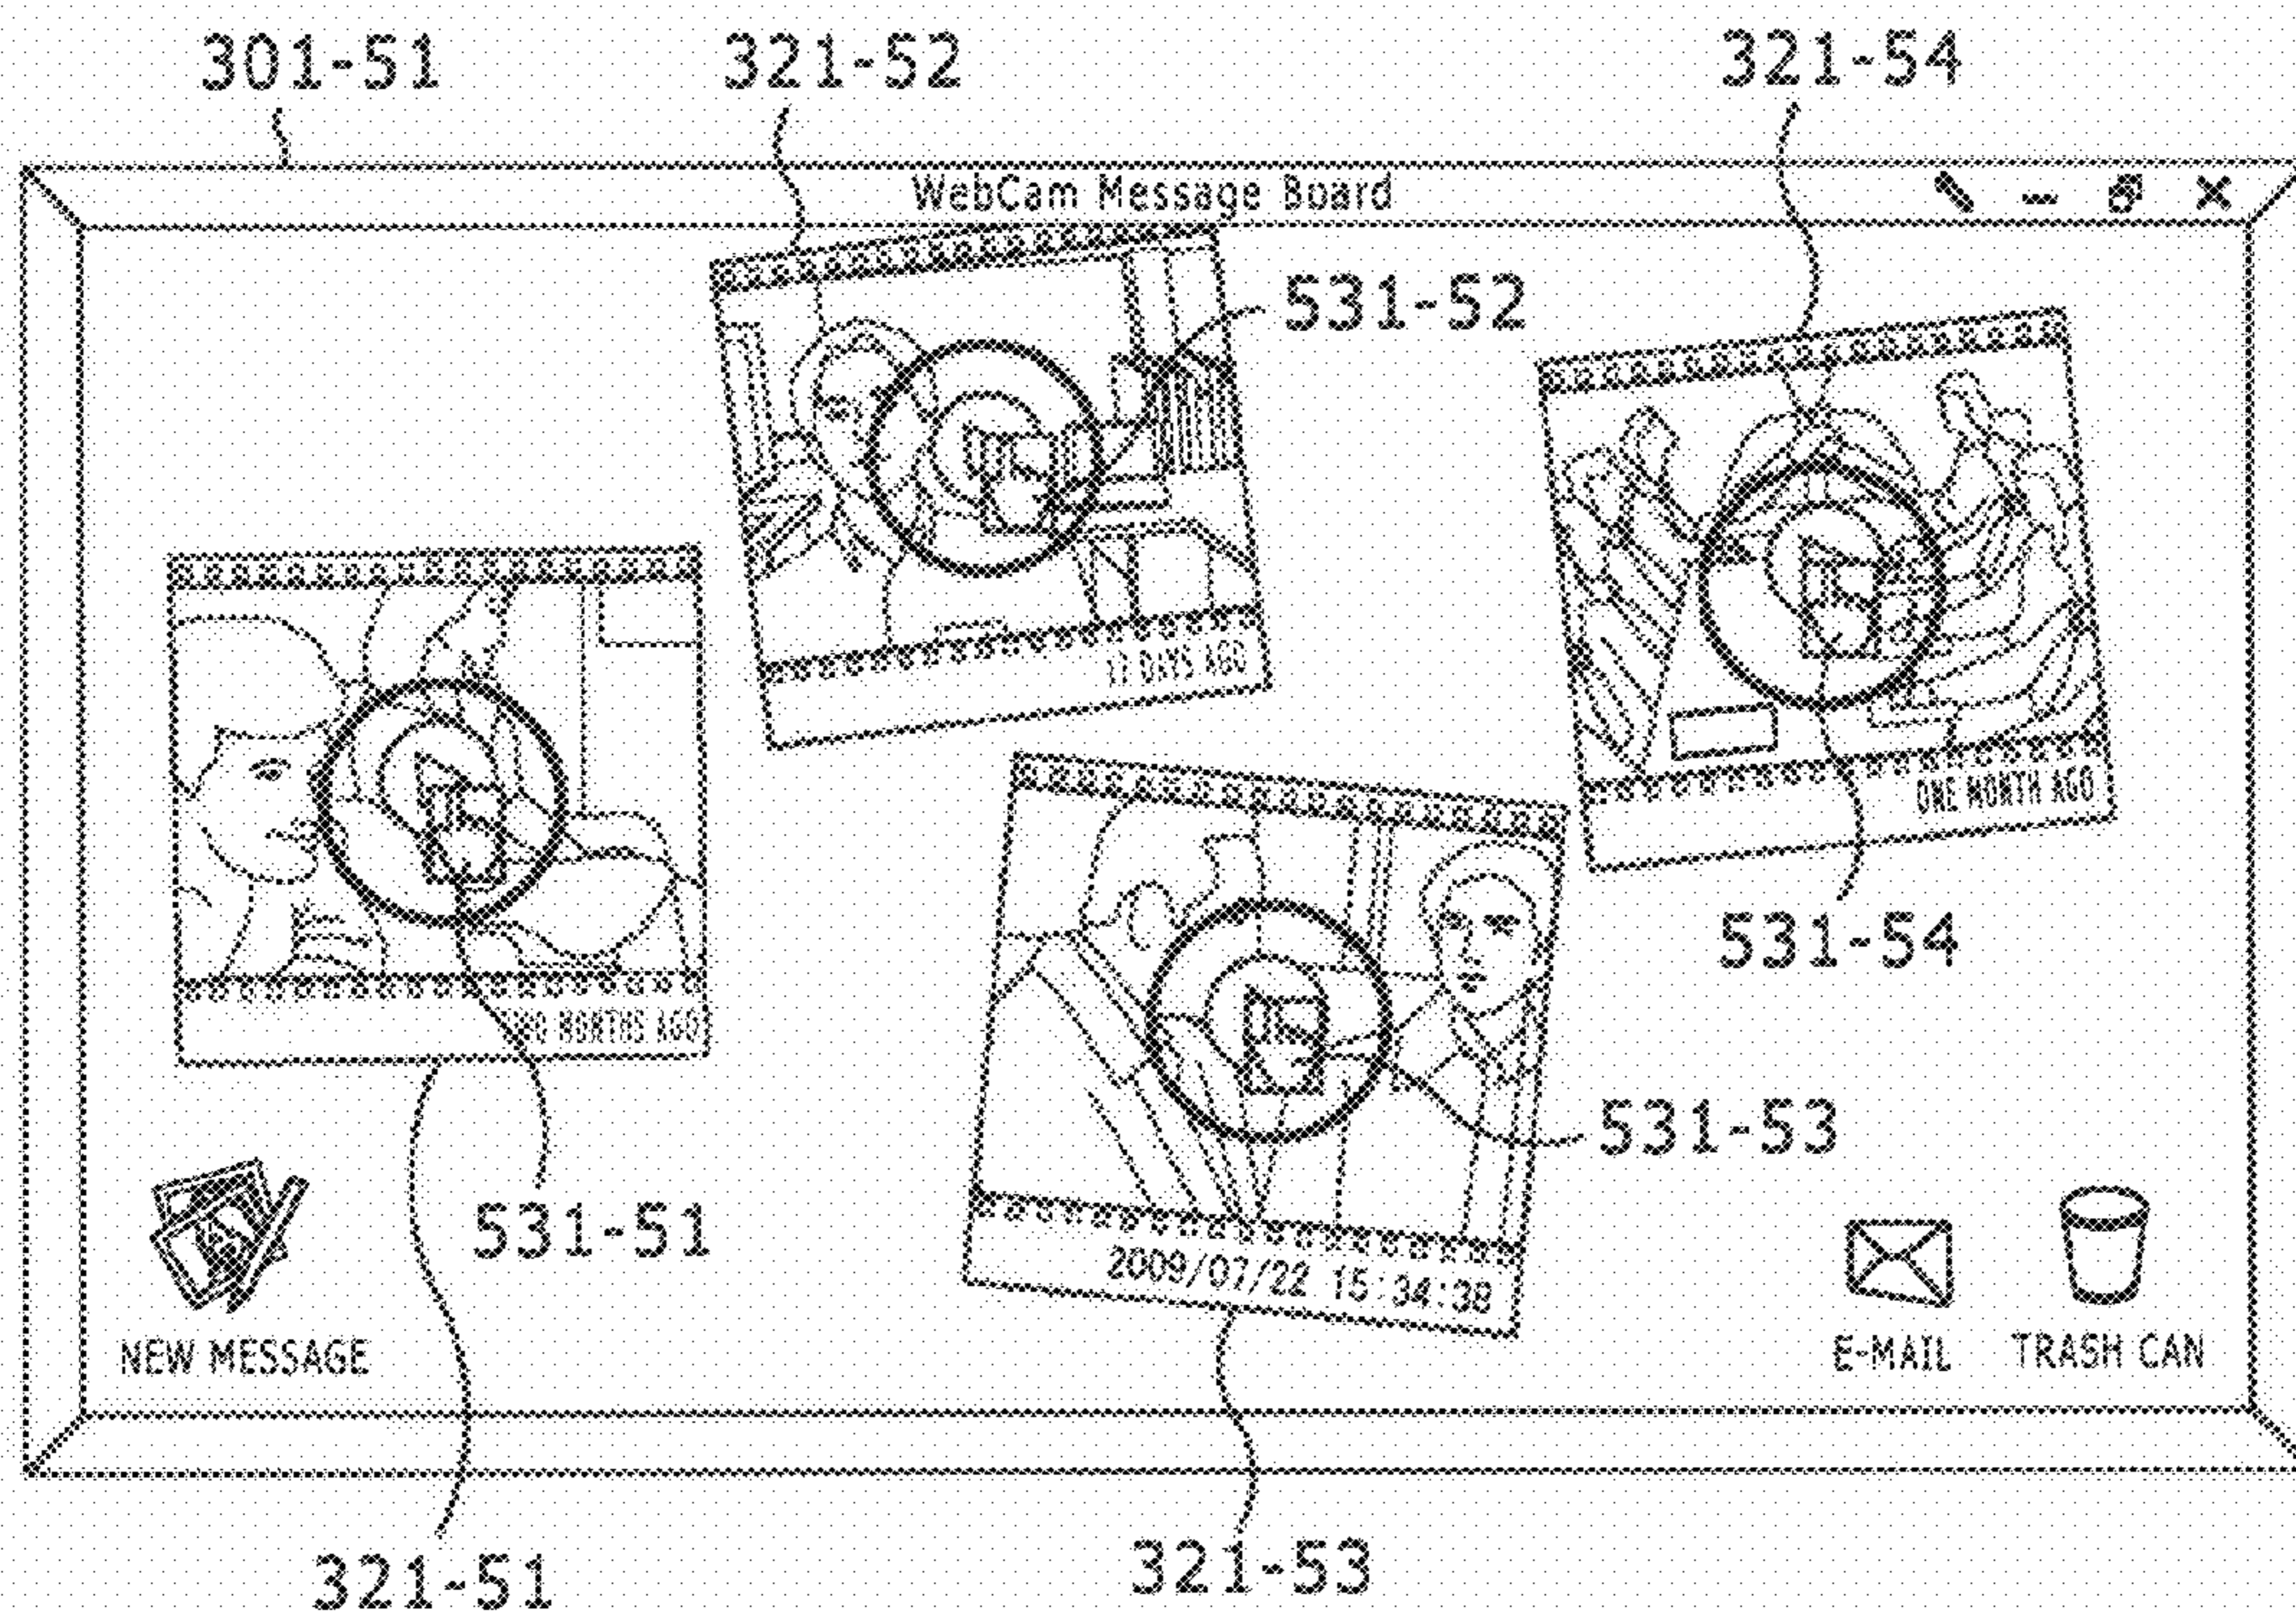 301-51
321-52
321-54
WebCam Message Board
531-52
DAYS AGO
ONE MONTH AGO
531-54
MONTHS AGO
531-53
531-51
2009/07/22 15:34:38
NEW MESSAGE
E-MAIL
TRASH CAN
321-51
321-53